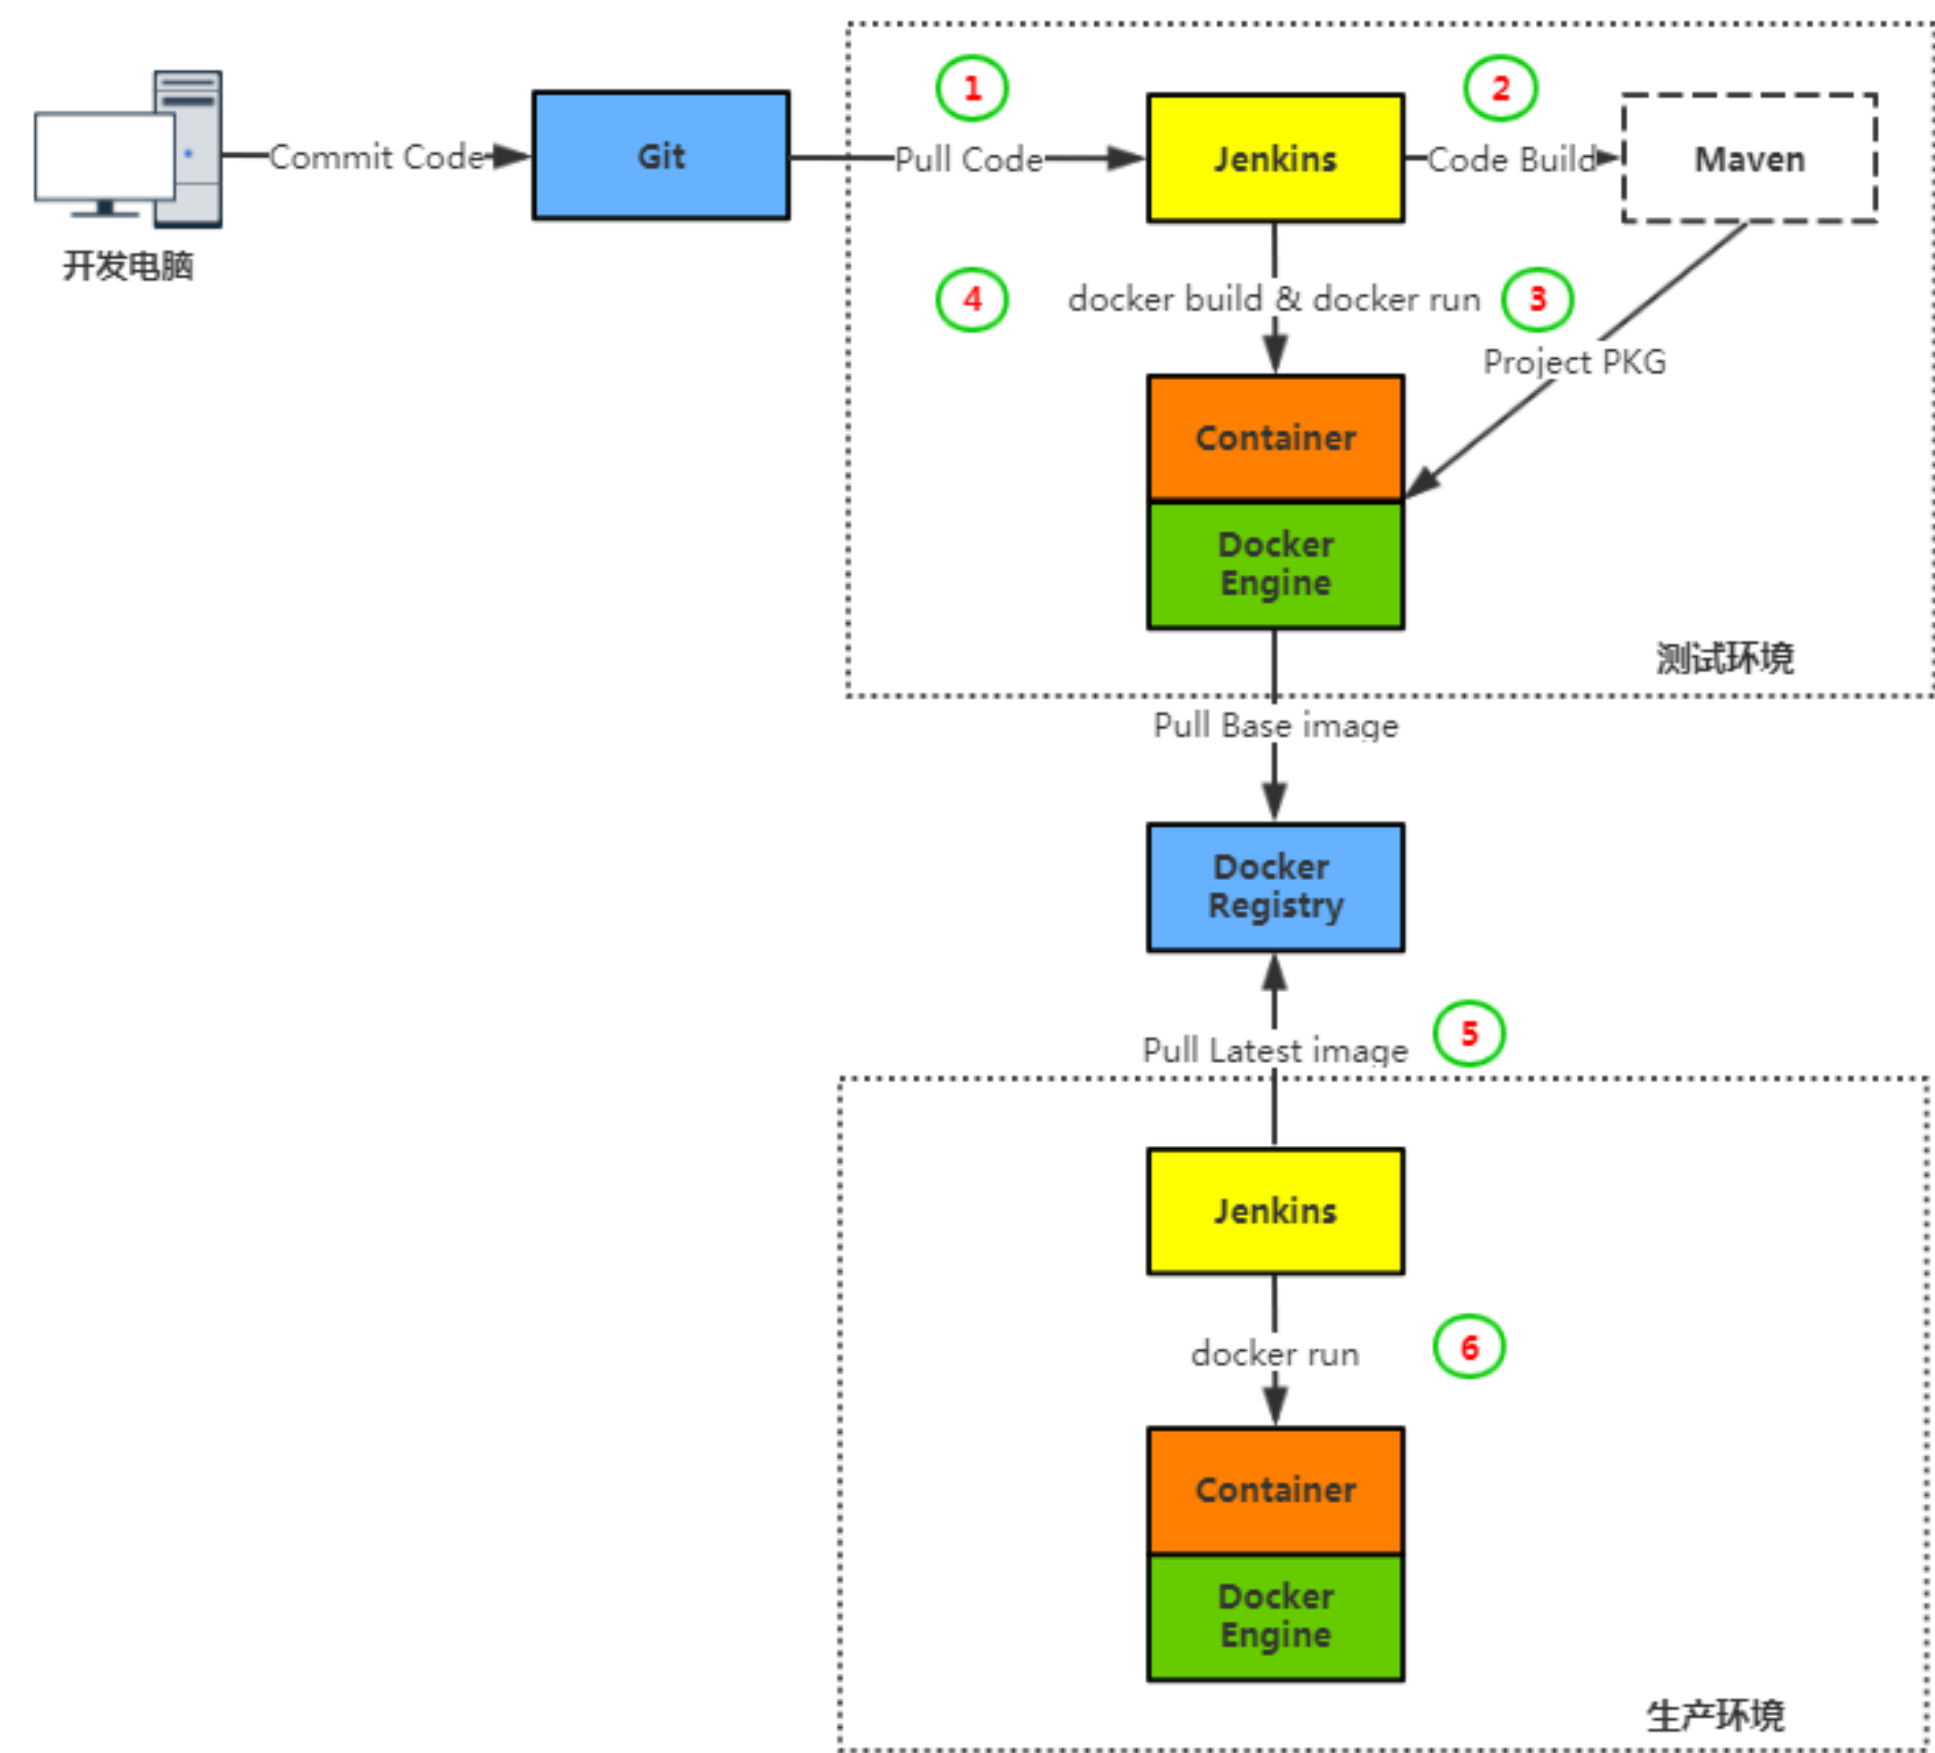 1
2
Commit Code
Git
Pull Code
Jenkins
Code Build
Maven
开发电脑
4
docker build & docker run
3
Project PKG
Container
Docker
Engine
测试环境
Pull Base image
Docker
Registry
5
Pull Latest image
Jenkins
6
docker run
Container
Docker
Engine
生产环境